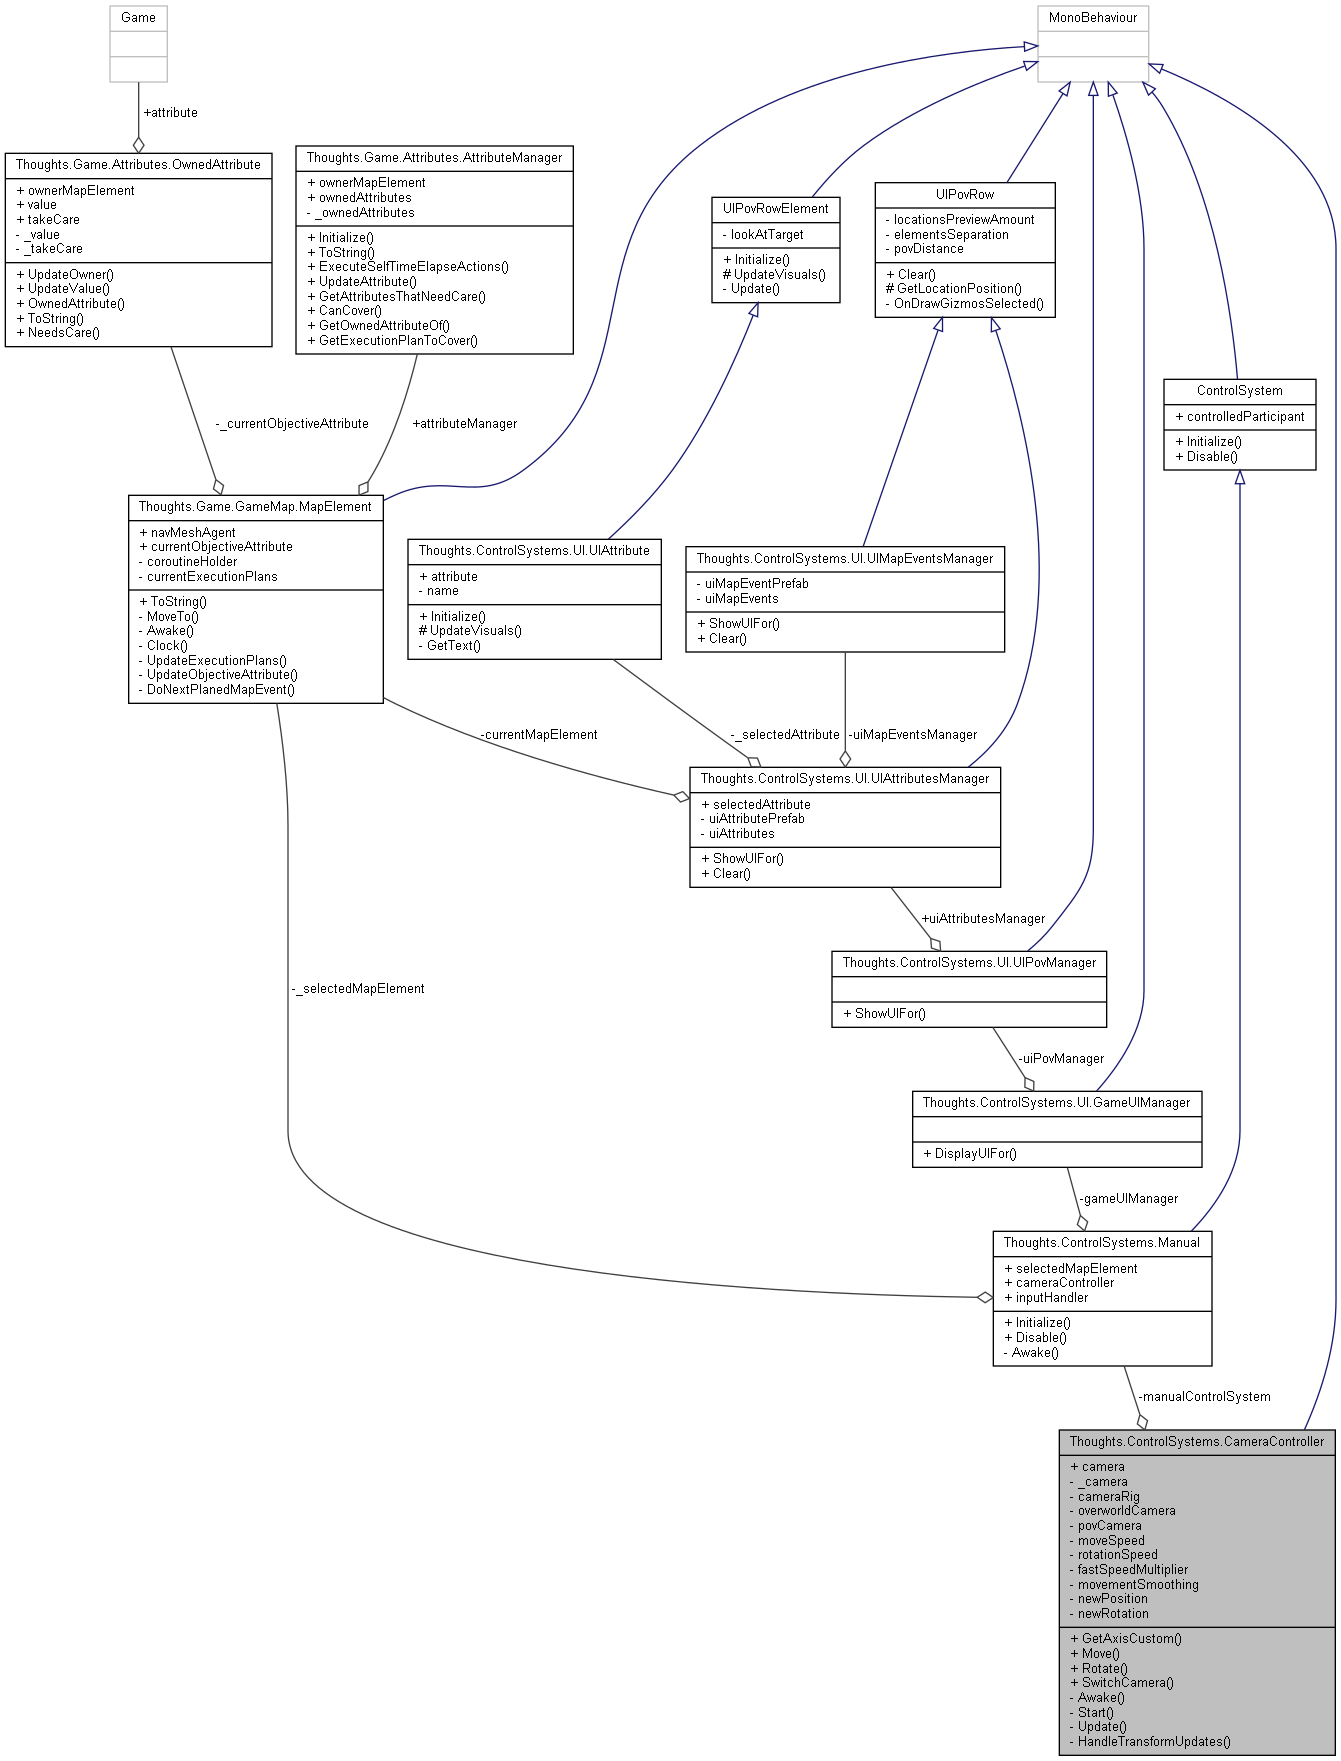 Game
MonoBehaviour
+attribute
Thoughts.Game.Attributes.OwnedAttribute
+ ownerMapElement
+ value
+ takeCare
- _value
- _takeCare
+ UpdateOwner()
+ UpdateValue()
+ OwnedAttribute()
+ ToString()
+ NeedsCare()
Thoughts.Game.Attributes.AttributeManager
+ ownerMapElement
+ ownedAttributes
- _ownedAttributes
+ Initialize()
+ ToString()
+ ExecuteSelfTimeElapseActions()
+ UpdateAttribute()
+ GetAttributesThatNeedCare()
+ CanCover()
+ GetOwnedAttributeOf()
+ GetExecutionPlanToCover()
UIPovRowElement
- lookAtTarget
+ Initialize()
# UpdateVisuals()
- Update()
UIPovRow
- locationsPreviewAmount
- elementsSeparation
- povDistance
+ Clear()
# GetLocationPosition()
- OnDrawGizmosSelected()
ControlSystem
+ controlledParticipant
+ Initialize()
+ Disable()
-_currentObjectiveAttribute
+attributeManager
Thoughts.Game.GameMap.MapElement
+ navMeshAgent
+ currentObjectiveAttribute
- coroutineHolder
- currentExecutionPlans
+ ToString()
- MoveTo()
- Awake()
- Clock()
- UpdateExecutionPlans()
- UpdateObjectiveAttribute()
- DoNextPlanedMapEvent()
Thoughts.ControlSystems.UI.UIAttribute
+ attribute
- name
+ Initialize()
# UpdateVisuals()
- GetText()
Thoughts.ControlSystems.UI.UIMapEventsManager
- uiMapEventPrefab
- uiMapEvents
+ ShowUIFor()
+ Clear()
-currentMapElement
-_selectedAttribute
-uiMapEventsManager
Thoughts.ControlSystems.UI.UIAttributesManager
+ selectedAttribute
- uiAttributePrefab
- uiAttributes
+ ShowUIFor()
+ Clear()
+uiAttributesManager
Thoughts.ControlSystems.UI.UIPovManager
+ ShowUIFor()
-_selectedMapElement
-uiPovManager
Thoughts.ControlSystems.UI.GameUIManager
+ DisplayUIFor()
-gameUIManager
Thoughts.ControlSystems.Manual
+ selectedMapElement
+ cameraController
+ inputHandler
+ Initialize()
+ Disable()
- Awake()
-manualControlSystem
Thoughts.ControlSystems.CameraController
+ camera
- _camera
- cameraRig
- overworldCamera
- povCamera
- moveSpeed
- rotationSpeed
- fastSpeedMultiplier
- movementSmoothing
- newPosition
- newRotation
+ GetAxisCustom()
+ Move()
+ Rotate()
+ SwitchCamera()
- Awake()
- Start()
- Update()
- HandleTransformUpdates()